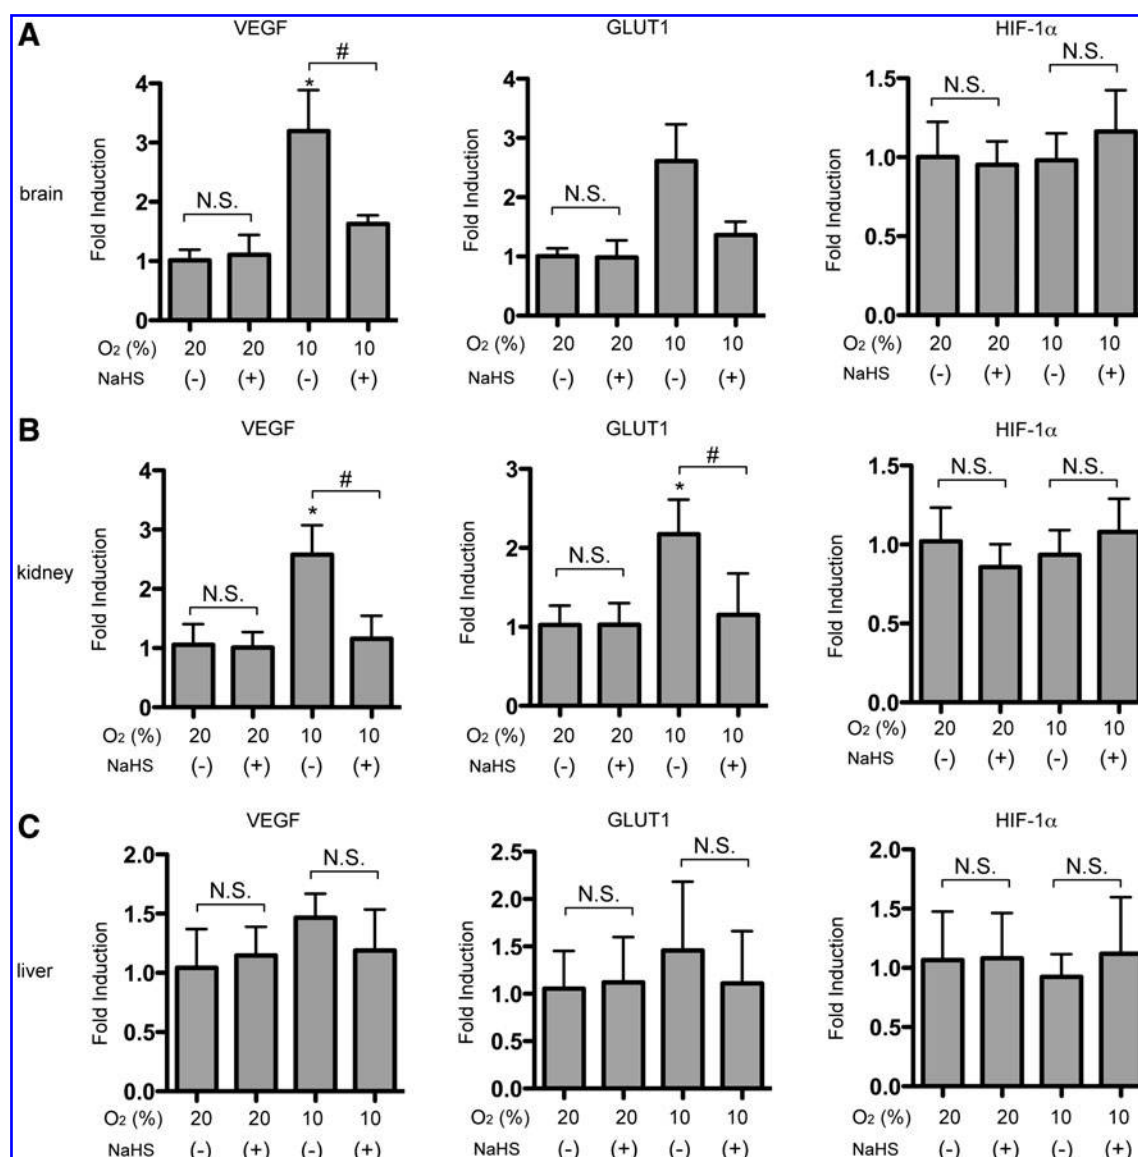 A
VEGF
GLUT1
HIF-1α
brain
Fold Induction
4
3
2
1
0
N.S.
*
#
Fold Induction
4
3
2
1
0
N.S.
Fold Induction
1.5
1.0
0.5
0.0
N.S.
N.S.
O2 (%) 20 20 10 10
20 20 10 10
O2 (%) 20 20 10 10
NaHS (-) (+) (-) (+)
(-) (+) (-) (+)
NaHS (-) (+) (-) (+)
B
VEGF
GLUT1
HIF-1α
kidney
Fold Induction
4
3
2
1
0
N.S.
*
#
Fold Induction
3
2
1
0
N.S.
*
#
Fold Induction
1.5
1.0
0.5
0.0
N.S.
N.S.
O2 (%) 20 20 10 10
20 20 10 10
O2 (%) 20 20 10 10
NaHS (-) (+) (-) (+)
(-) (+) (-) (+)
NaHS (-) (+) (-) (+)
C
VEGF
GLUT1
HIF-1α
liver
Fold Induction
2.0
1.5
1.0
0.5
0.0
N.S.
N.S.
Fold Induction
2.5
2.0
1.5
1.0
0.5
0.0
N.S.
N.S.
Fold Induction
2.0
1.5
1.0
0.5
0.0
N.S.
N.S.
O2 (%) 20 20 10 10
20 20 10 10
O2 (%) 20 20 10 10
NaHS (-) (+) (-) (+)
(-) (+) (-) (+)
NaHS (-) (+) (-) (+)